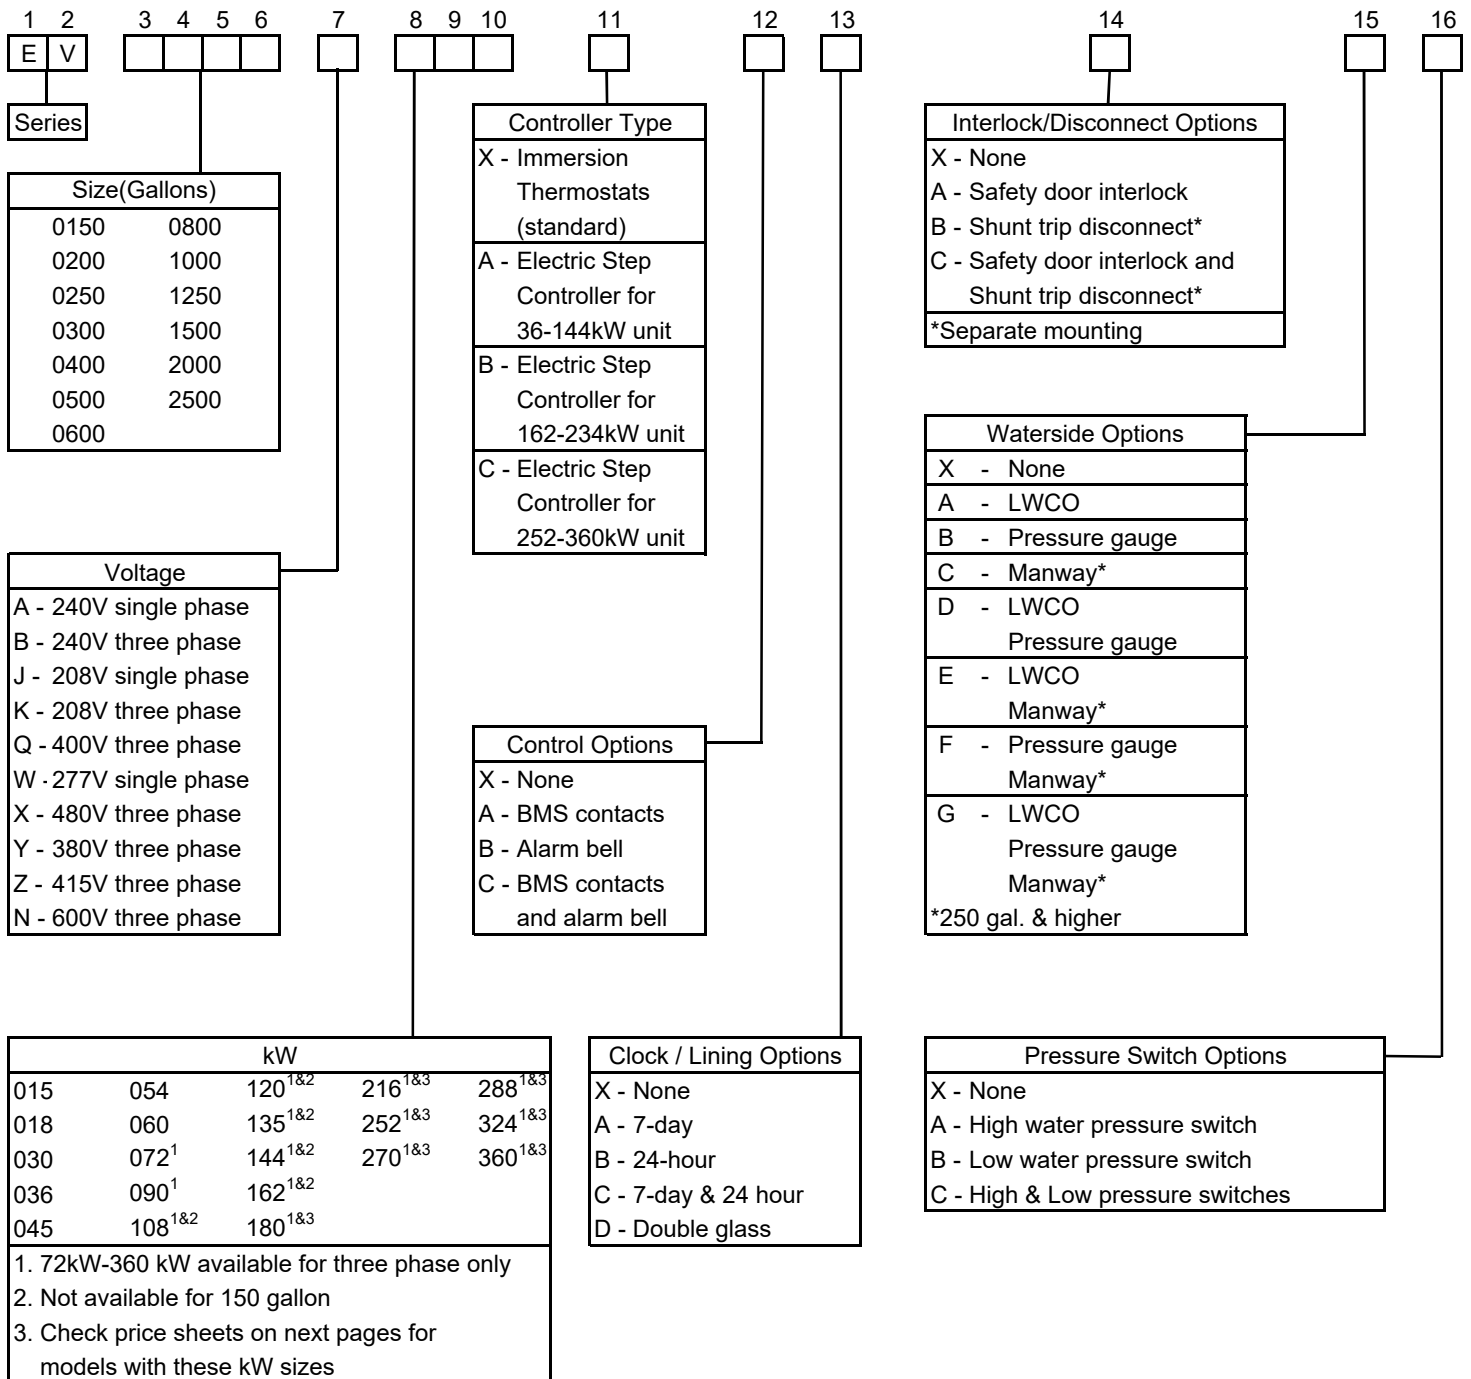 1 2 3 4 5 6 7 8 9 10 11 12 13 14 15 16
E V
Series
Size(Gallons)
0150 0800
0200 1000
0250 1250
0300 1500
0400 2000
0500 2500
0600
Voltage
A - 240V single phase
B - 240V three phase
J - 208V single phase
K - 208V three phase
Q - 400V three phase
W - 277V single phase
X - 480V three phase
Y - 380V three phase
Z - 415V three phase
N - 600V three phase
Controller Type
X - Immersion
Thermostats
(standard)
A - Electric Step
Controller for
36-144kW unit
B - Electric Step
Controller for
162-234kW unit
C - Electric Step
Controller for
252-360kW unit
Control Options
X - None
A - BMS contacts
B - Alarm bell
C - BMS contacts
and alarm bell
Interlock/Disconnect Options
X - None
A - Safety door interlock
B - Shunt trip disconnect*
C - Safety door interlock and
Shunt trip disconnect*
*Separate mounting
Waterside Options
X - None
A - LWCO
B - Pressure gauge
C - Manway*
D - LWCO
Pressure gauge
E - LWCO
Manway*
F - Pressure gauge
Manway*
G - LWCO
Pressure gauge
Manway*
*250 gal. & higher
kW
015 054 120 1&2 216 1&3 288 1&3
018 060 135 1&2 252 1&3 324 1&3
030 072 1 144 1&2 270 1&3 360 1&3
036 090 1 162 1&2
045 108 1&2 180 1&3
1. 72kW-360 kW available for three phase only
2. Not available for 150 gallon
3. Check price sheets on next pages for
models with these kW sizes
Clock / Lining Options
X - None
A - 7-day
B - 24-hour
C - 7-day & 24 hour
D - Double glass
Pressure Switch Options
X - None
A - High water pressure switch
B - Low water pressure switch
C - High & Low pressure switches